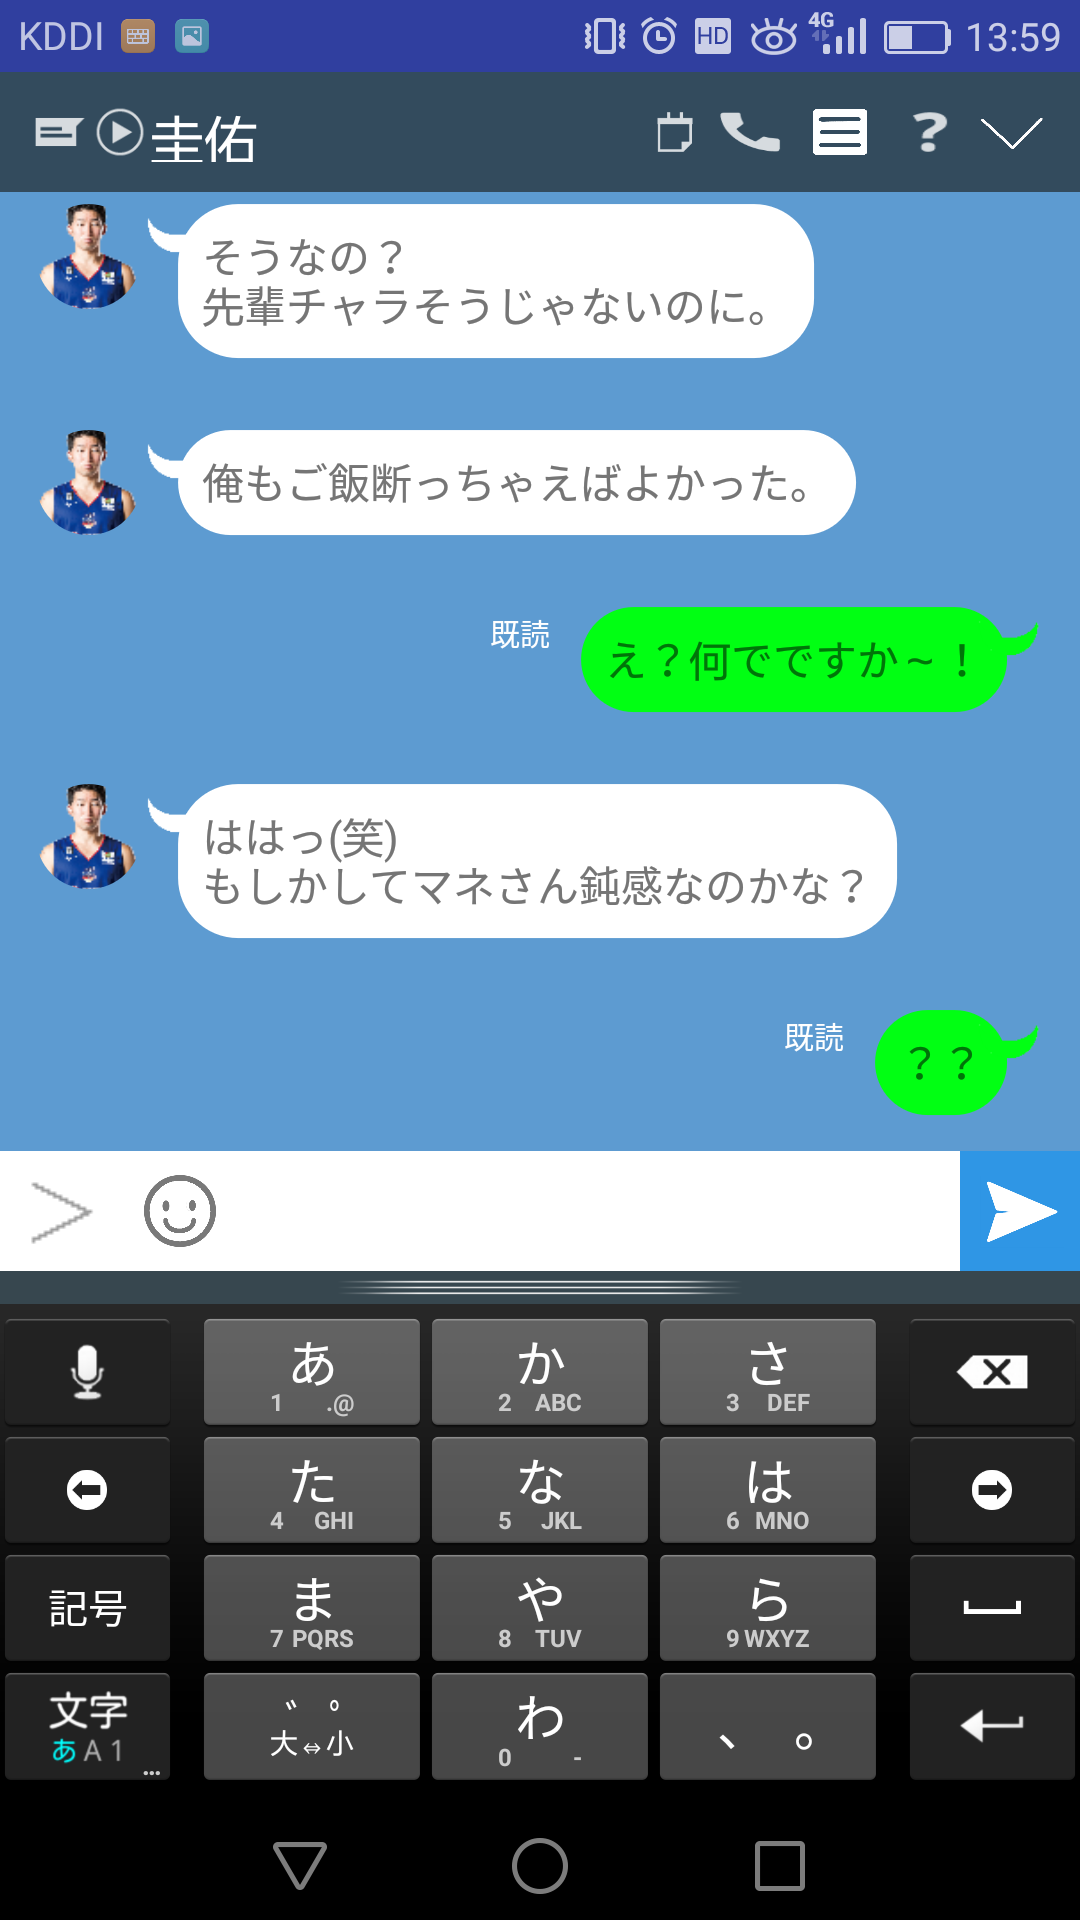 KDDI HD 4G 13:59
圭佑 ?
そうなの？
先輩チャラそうじゃないのに。
俺もご飯断っちゃえばよかった。
既読 え？何でですか～！
ははっ(笑)
もしかしてマネさん鈍感なのかな？
既読 ？？
あ か さ
1 .@ 2 ABC 3 DEF
た な は
4 GHI 5 JKL 6 MNO
記号 ま や ら
7 PQRS 8 TUV 9 WXYZ
文字 ゛ ゜ わ 、 。
あ A 1 ... 大⇔小 0 -